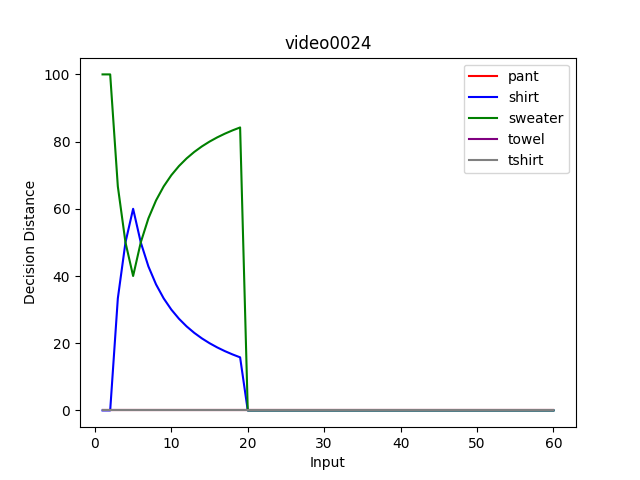 video0024
100
80
60
40
20
0
Decision Distance
0 10 20 30 40 50 60
Input
pant
shirt
sweater
towel
tshirt